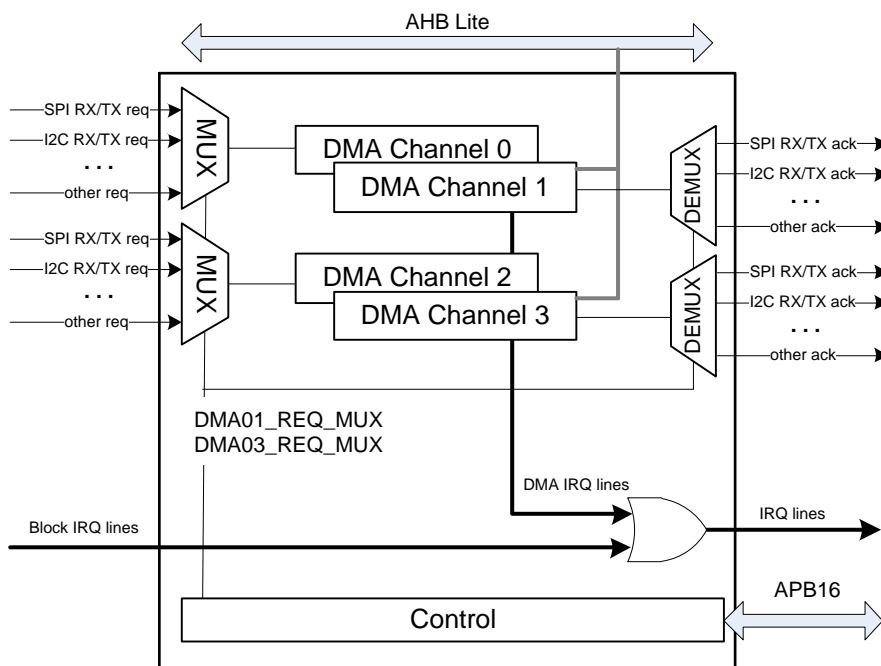 AHB Lite
SPI RX/TX req
I2C RX/TX req
. . .
other req
MUX
DMA Channel 0
DMA Channel 1
DEMUX
SPI RX/TX ack
I2C RX/TX ack
. . .
other ack
SPI RX/TX req
I2C RX/TX req
. . .
other req
MUX
DMA Channel 2
DMA Channel 3
DEMUX
SPI RX/TX ack
I2C RX/TX ack
. . .
other ack
DMA01_REQ_MUX
DMA03_REQ_MUX
DMA IRQ lines
Block IRQ lines
IRQ lines
Control
APB16